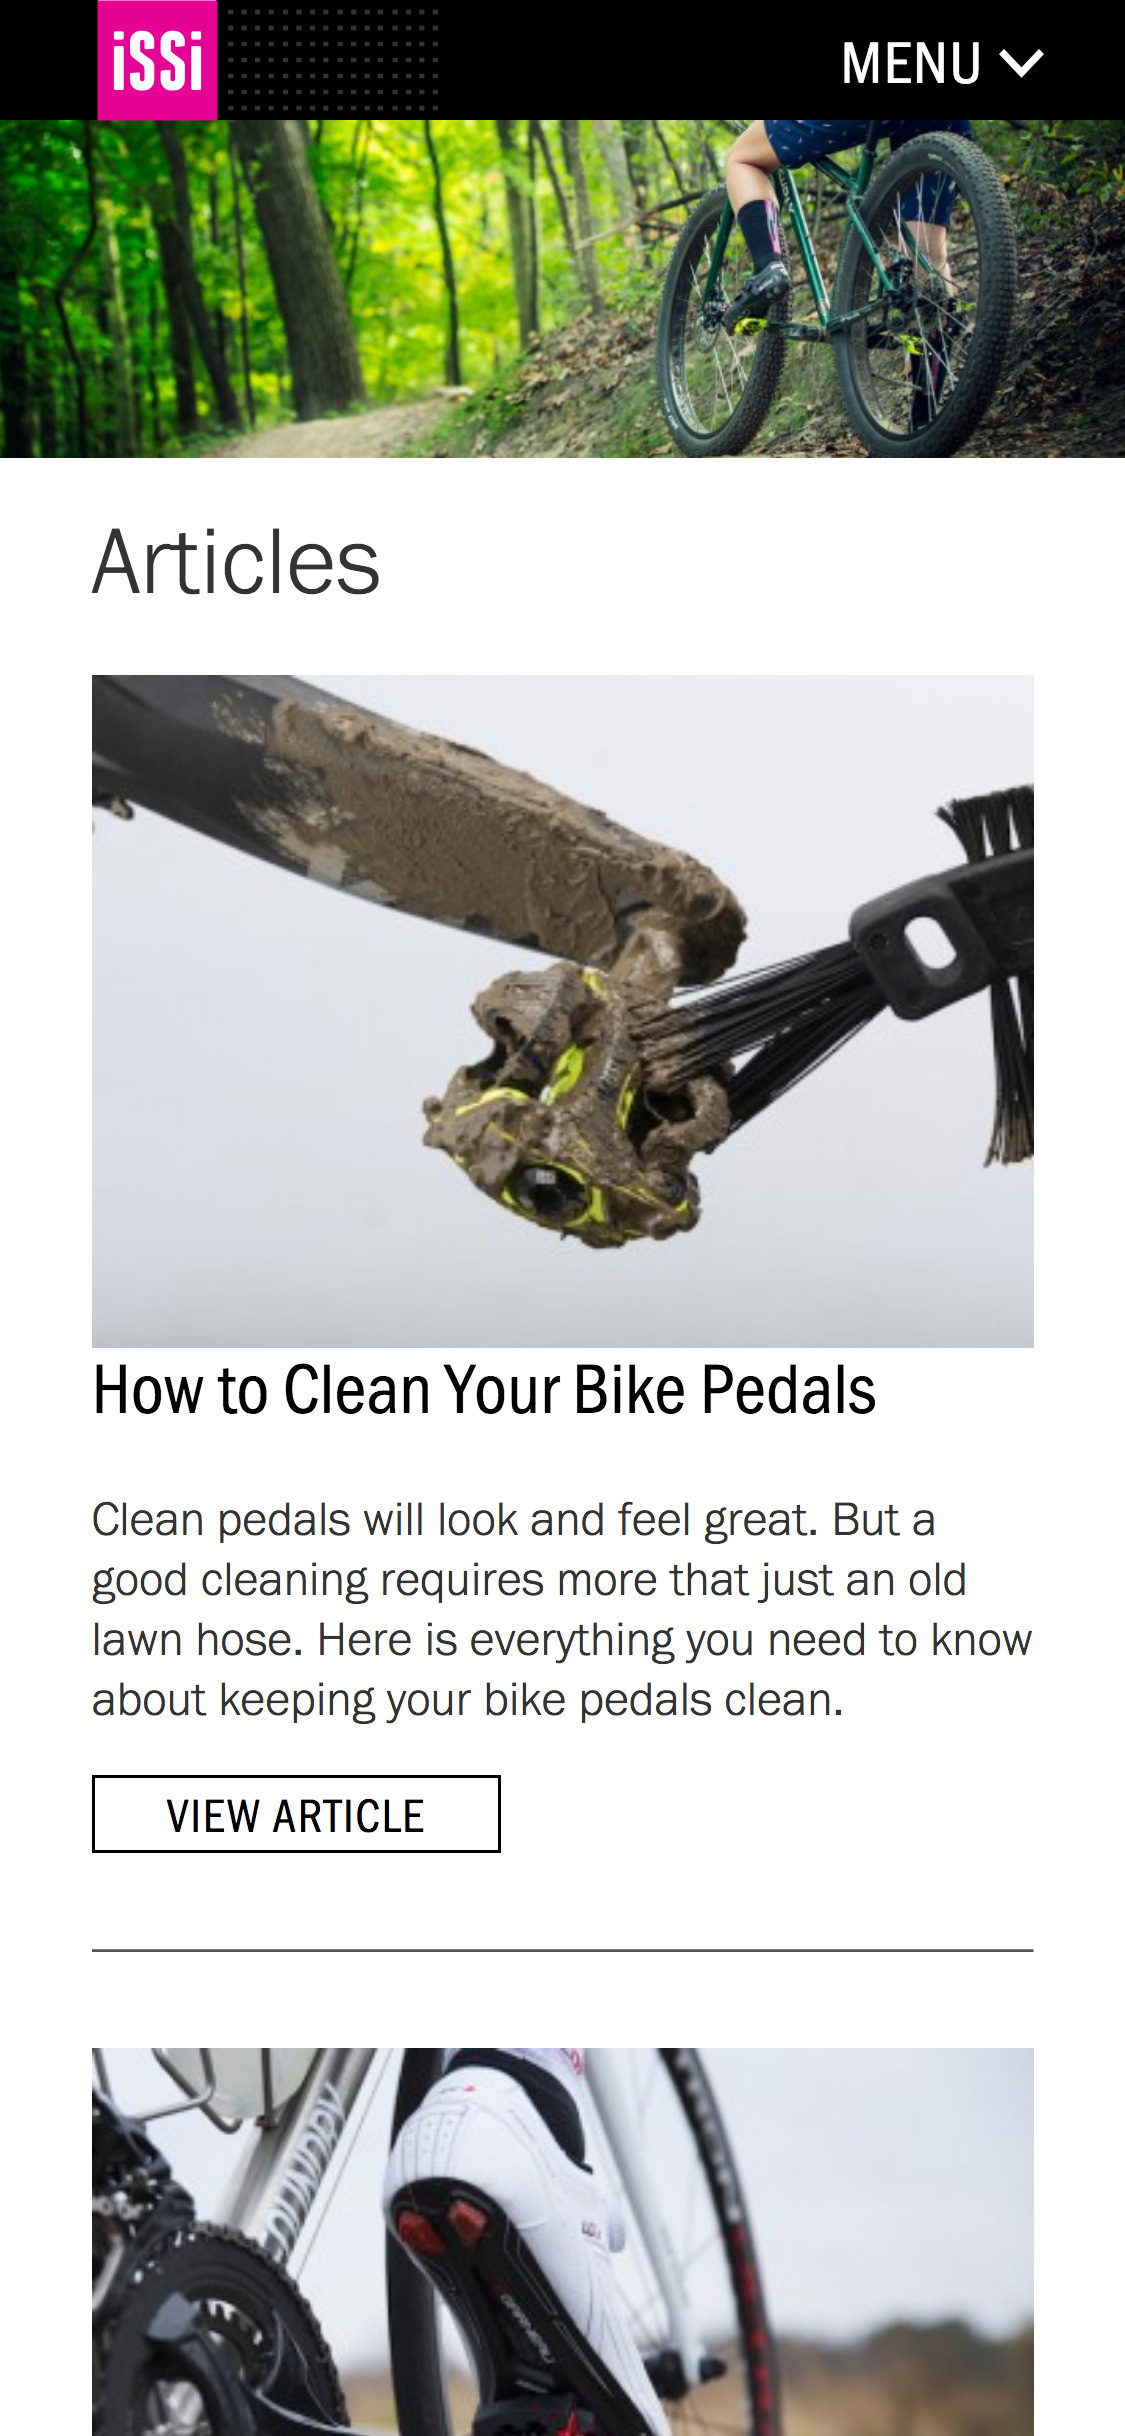 iSSi
MENU
Articles
How to Clean Your Bike Pedals
Clean pedals will look and feel great. But a
good cleaning requires more that just an old
lawn hose. Here is everything you need to know
about keeping your bike pedals clean.
VIEW ARTICLE